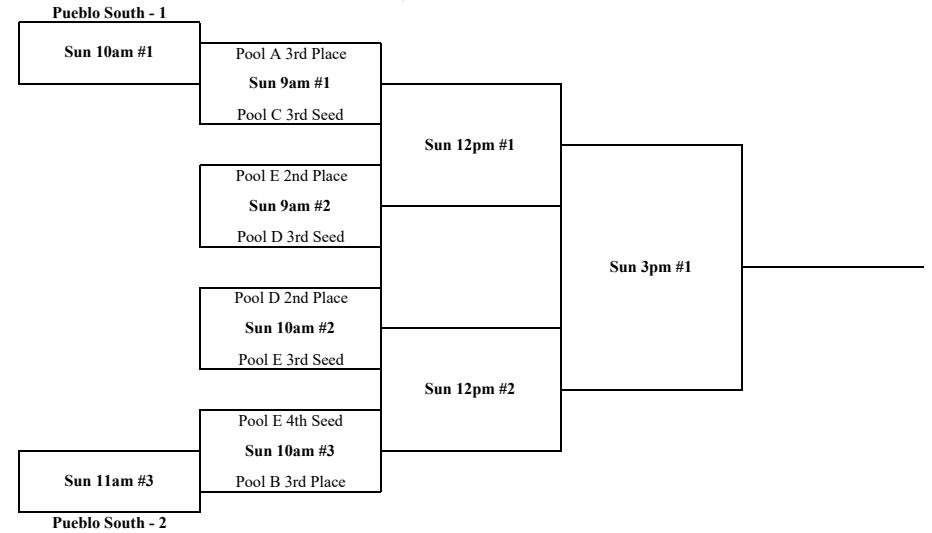 Pueblo South - 1
Sun 10am #1
Pool A 3rd Place
Sun 9am #1
Pool C 3rd Seed
Sun 12pm #1
Pool E 2nd Place
Sun 9am #2
Pool D 3rd Seed
Sun 3pm #1
Pool D 2nd Place
Sun 10am #2
Pool E 3rd Seed
Sun 12pm #2
Pool E 4th Seed
Sun 10am #3
Pool B 3rd Place
Sun 11am #3
Pueblo South - 2